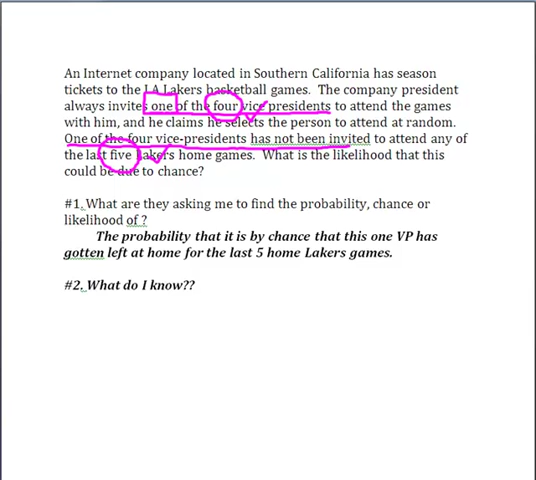 An Internet company located in Southern California has season
tickets to the LA Lakers basketball games. The company president
always invites one of the four vice presidents to attend the games
with him, and he claims he selects the person to attend at random.
One of the four vice-presidents has not been invited to attend any of
the last five Lakers home games. What is the likelihood that this
could be due to chance?
#1. What are they asking me to find the probability, chance or
likelihood of ?
The probability that it is by chance that this one VP has
gotten left at home for the last 5 home Lakers games.
#2. What do I know??